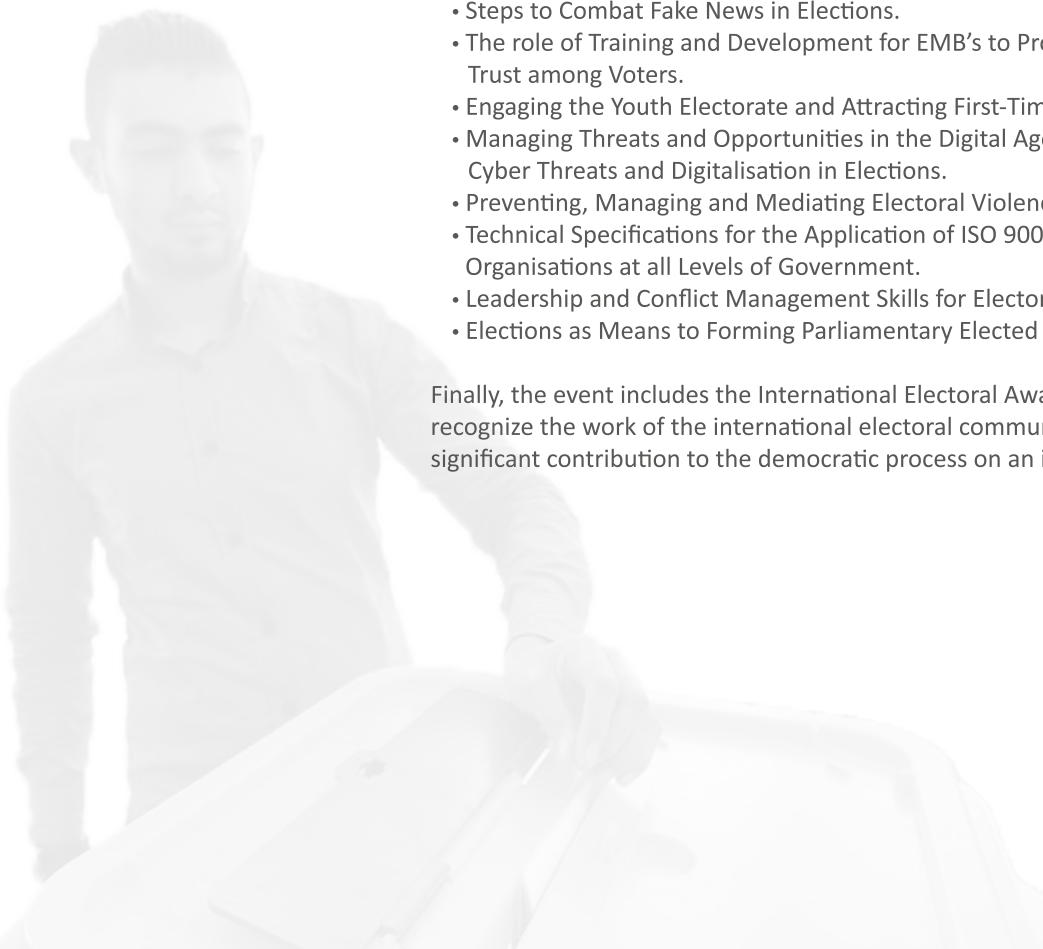 • Steps to Combat Fake News in Elections.
• The role of Training and Development for EMB’s to Pro
Trust among Voters.
• Engaging the Youth Electorate and Attracting First-Tim
• Managing Threats and Opportunities in the Digital Age
Cyber Threats and Digitalisation in Elections.
• Preventing, Managing and Mediating Electoral Violenc
• Technical Specifications for the Application of ISO 900
Organisations at all Levels of Government.
• Leadership and Conflict Management Skills for Elector
• Elections as Means to Forming Parliamentary Elected
Finally, the event includes the International Electoral Awa
recognize the work of the international electoral commun
significant contribution to the democratic process on an i